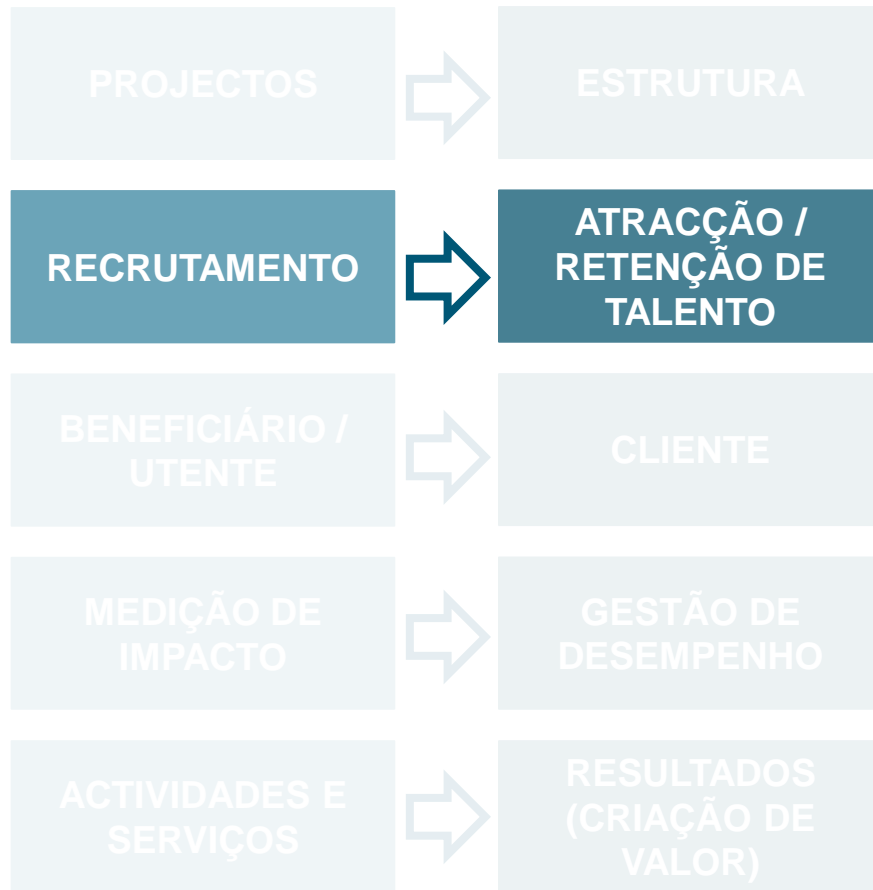 PROJECTOS
ESTRUTURA
RECRUTAMENTO
ATRACÇÃO /
RETENÇÃO DE
TALENTO
BENEFICIÁRIO /
UTENTE
CLIENTE
MEDIÇÃO DE
IMPACTO
GESTÃO DE
DESEMPENHO
ACTIVIDADES E
SERVIÇOS
RESULTADOS
(CRIAÇÃO DE
VALOR)